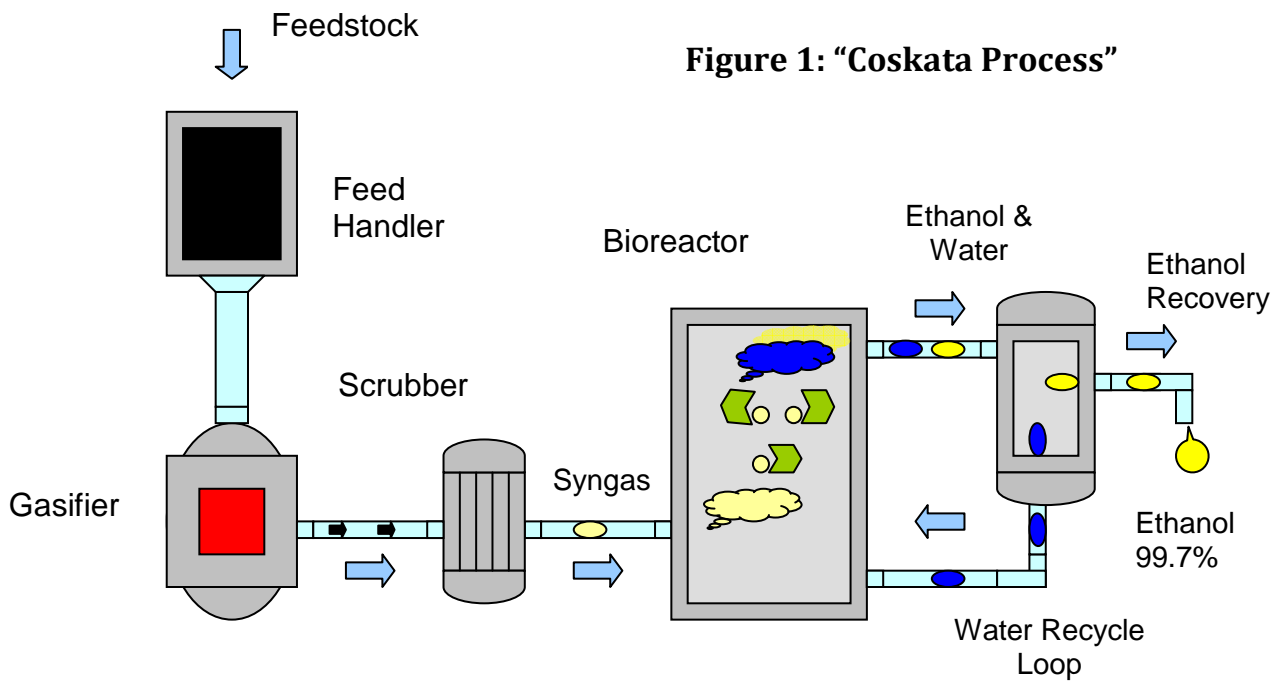 Feedstock
Figure 1: “Coskata Process”
Feed
Handler
Bioreactor
Ethanol &
Water
Ethanol
Recovery
Scrubber
Gasifier
Syngas
Ethanol
99.7%
Water Recycle
Loop